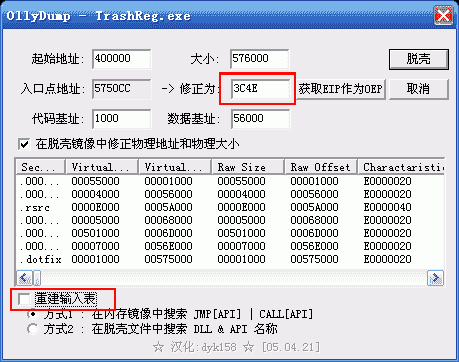 OllyDump - TrashReg.exe
起始地址: 400000 大小: 576000 脱壳
入口点地址: 5750CC -> 修正为: 3C4E 获取EIP作为OEP 取消
代码基址: 1000 数据基址: 56000
在脱壳镜像中修正物理地址和物理大小
Sec... Virtual... Virtual... Raw Size Raw Offset Charactaristic
.000... 00055000 00001000 00055000 00001000 E0000020
.000... 00004000 00056000 00004000 00056000 E0000020
.rsrc 0000E000 0005A000 0000E000 0005A000 E0000040
.000... 00005000 00068000 00005000 00068000 E0000020
.000... 00501000 0006D000 00501000 0006D000 E0000020
.000... 00007000 0056E000 00007000 0056E000 E0000020
.dotfix 00001000 00575000 00001000 00575000 E0000020
重建输入表
方式1 : 在内存镜像中搜索 JMP[API] | CALL[API]
方式2 : 在脱壳文件中搜索 DLL & API 名称
☆ 汉化:dyk158 ☆ [05.04.21]